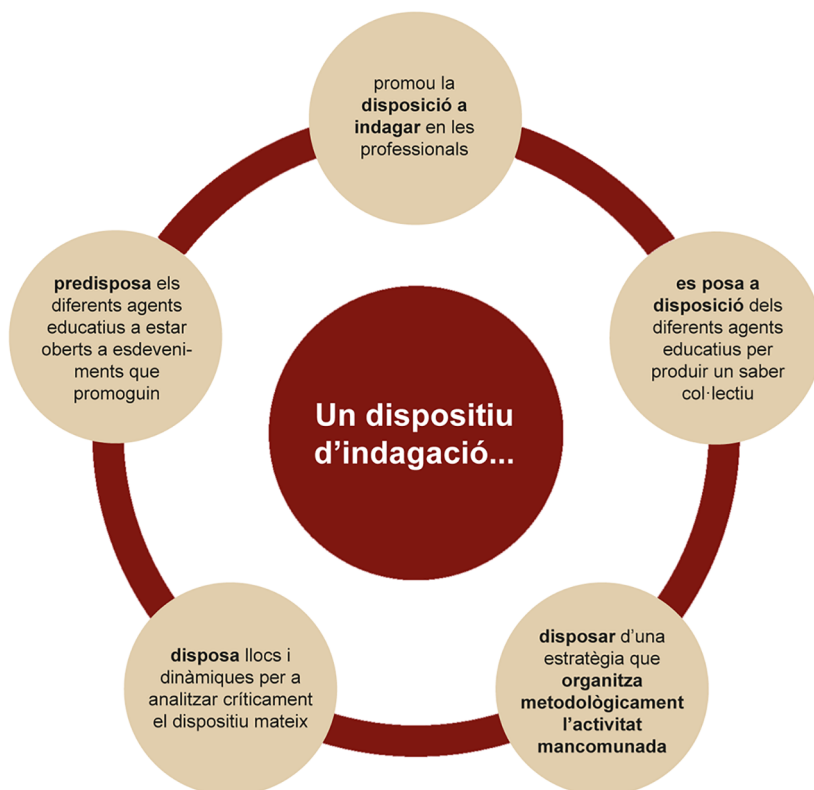 promou la
disposició a
indagar en les
professionals
es posa a
disposició dels
diferents agents
educatius per
produir un saber
col·lectiu
disposar d'una
estratègia que
organitza
metodològicament
l'activitat
mancomunada
disposa llocs i
dinàmiques per a
analitzar críticament
el dispositiu mateix
predisposa els
diferents agents
educatius a estar
oberts a esdeveni-
ments que
promoguin
Un dispositiu
d'indagació...